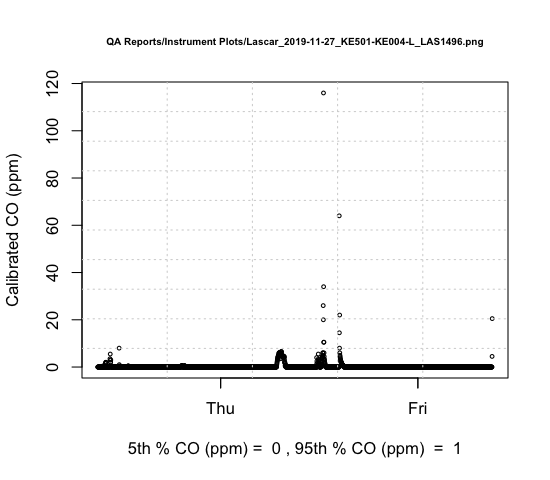 QA Reports/Instrument Plots/Lascar_2019-11-27_KE501-KE004-L_LAS1496.png
Calibrated CO (ppm)
120
100
80
60
40
20
0
Thu Fri
5th % CO (ppm) =  0 , 95th % CO (ppm)  =  1